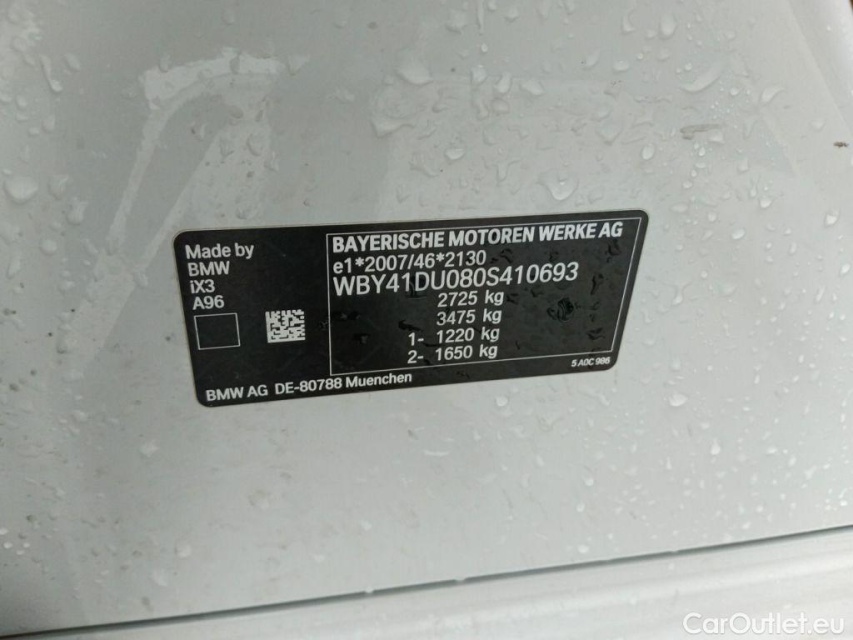 Made by
BMW
iX3
A96
BAYERISCHE MOTOREN WERKE AG
e1*2007/46*2130
WBY41DU080S410693
2725 kg
3475 kg
1- 1220 kg
2- 1650 kg
5 A0C 986
BMW AG DE-80788 Muenchen
CarOutlet.eu